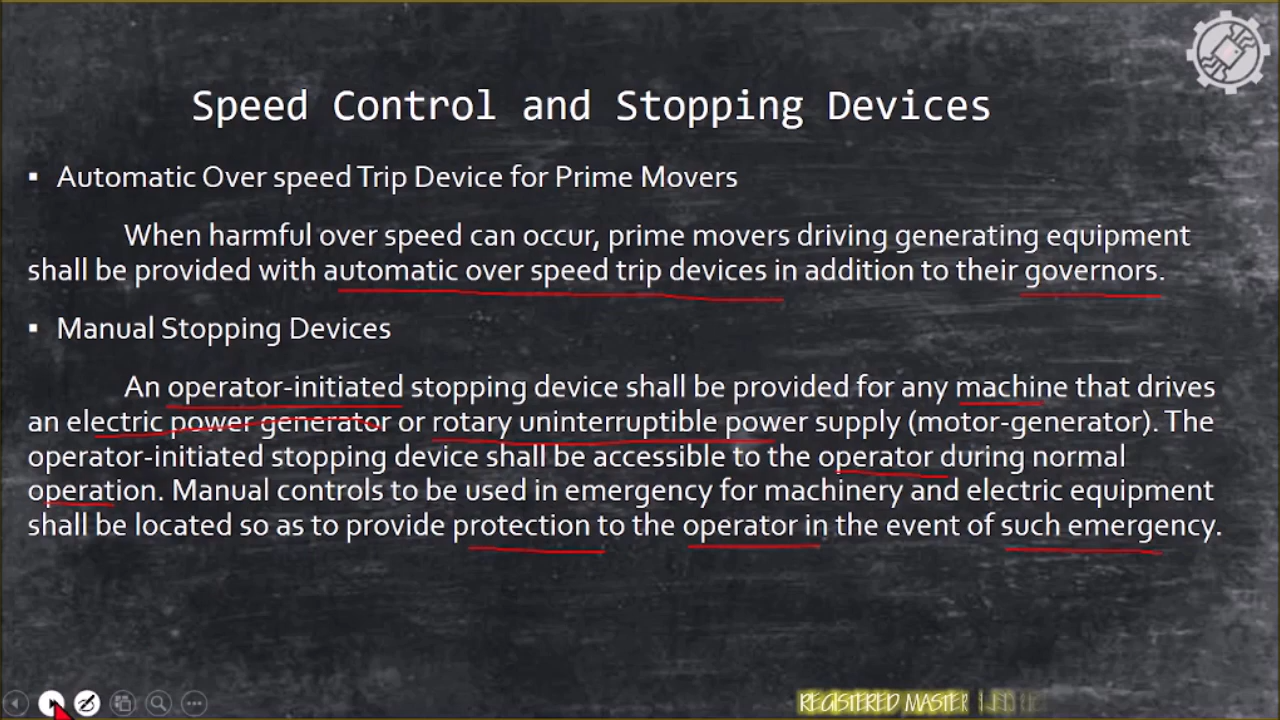 Speed Control and Stopping Devices
▪ Automatic Over speed Trip Device for Prime Movers
When harmful over speed can occur, prime movers driving generating equipment
shall be provided with automatic over speed trip devices in addition to their governors.
▪ Manual Stopping Devices
An operator-initiated stopping device shall be provided for any machine that drives
an electric power generator or rotary uninterruptible power supply (motor-generator). The
operator-initiated stopping device shall be accessible to the operator during normal
operation. Manual controls to be used in emergency for machinery and electric equipment
shall be located so as to provide protection to the operator in the event of such emergency.
REGISTERED MASTER